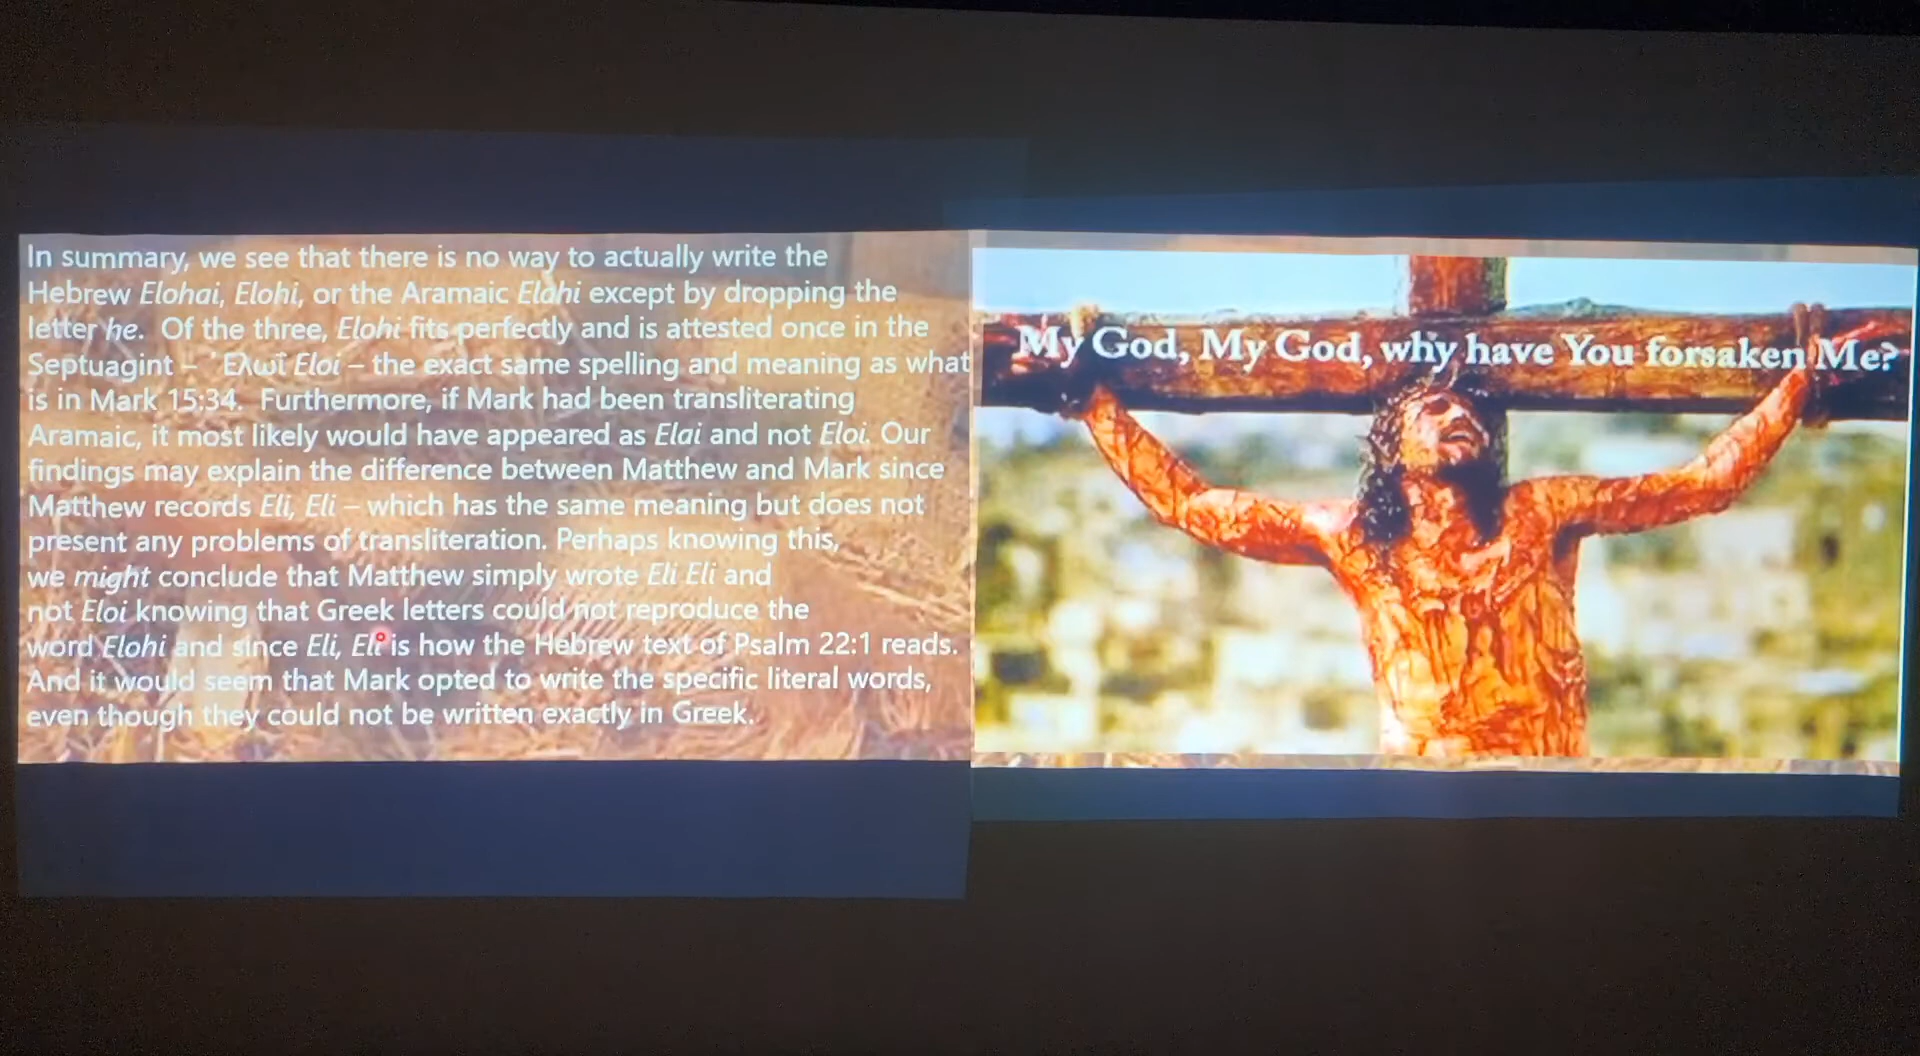 In summary, we see that there is no way to actually write the
Hebrew Elohai, Elohi, or the Aramaic Elahi except by dropping the
letter he.  Of the three, Elohi fits perfectly and is attested once in the
Septuagint – ᾿Ελωΐ Eloi – the exact same spelling and meaning as what
is in Mark 15:34.  Furthermore, if Mark had been transliterating
Aramaic, it most likely would have appeared as Elai and not Eloi. Our
findings may explain the difference between Matthew and Mark since
Matthew records Eli, Eli – which has the same meaning but does not
present any problems of transliteration. Perhaps knowing this,
we might conclude that Matthew simply wrote Eli Eli and
not Eloi knowing that Greek letters could not reproduce the
word Elohi and since Eli, Eli is how the Hebrew text of Psalm 22:1 reads.
And it would seem that Mark opted to write the specific literal words,
even though they could not be written exactly in Greek.
My God, My God, why have You forsaken Me?